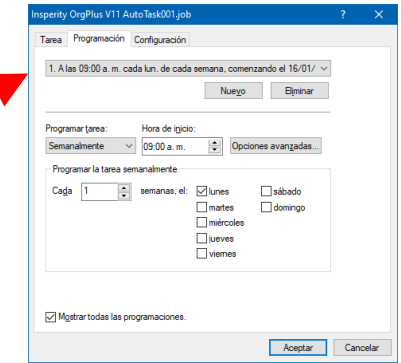 Insperity OrgPlus V11 AutoTask001.job ? ×
Tarea Programación Configuración
1. A las 09:00 a. m. cada lun. de cada semana, comenzando el 16/01/
Nuevo Eliminar
Programar tarea: Hora de inicio:
Semanalmente 09:00 a. m. Opciones avanzadas...
Programar la tarea semanalmente
Cada 1 semanas, el: lunes sábado
martes domingo
miércoles
jueves
viernes
Mostrar todas las programaciones.
Aceptar Cancelar